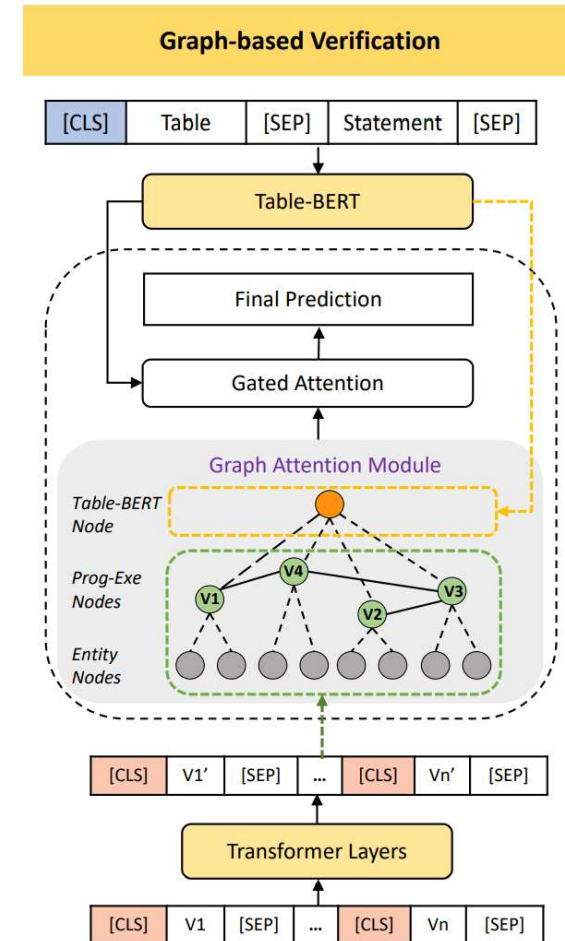 Graph-based Verification
[CLS] Table [SEP] Statement [SEP]
Table-BERT
Final Prediction
Gated Attention
Graph Attention Module
Table-BERT
Node
Prog-Exe
Nodes
V1 V4 V2 V3
Entity
Nodes
[CLS] V1' [SEP] ... [CLS] Vn' [SEP]
Transformer Layers
[CLS] V1 [SEP] ... [CLS] Vn [SEP]